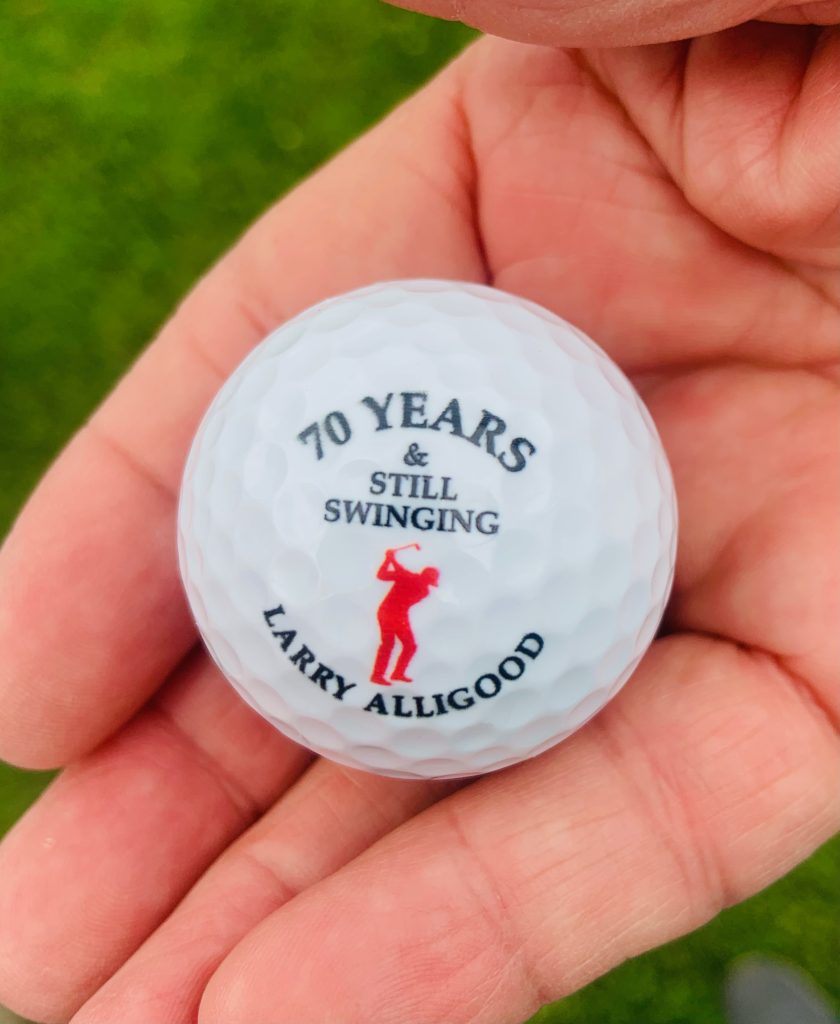 70 YEARS
&
STILL
SWINGING
LARRY ALLIGOOD